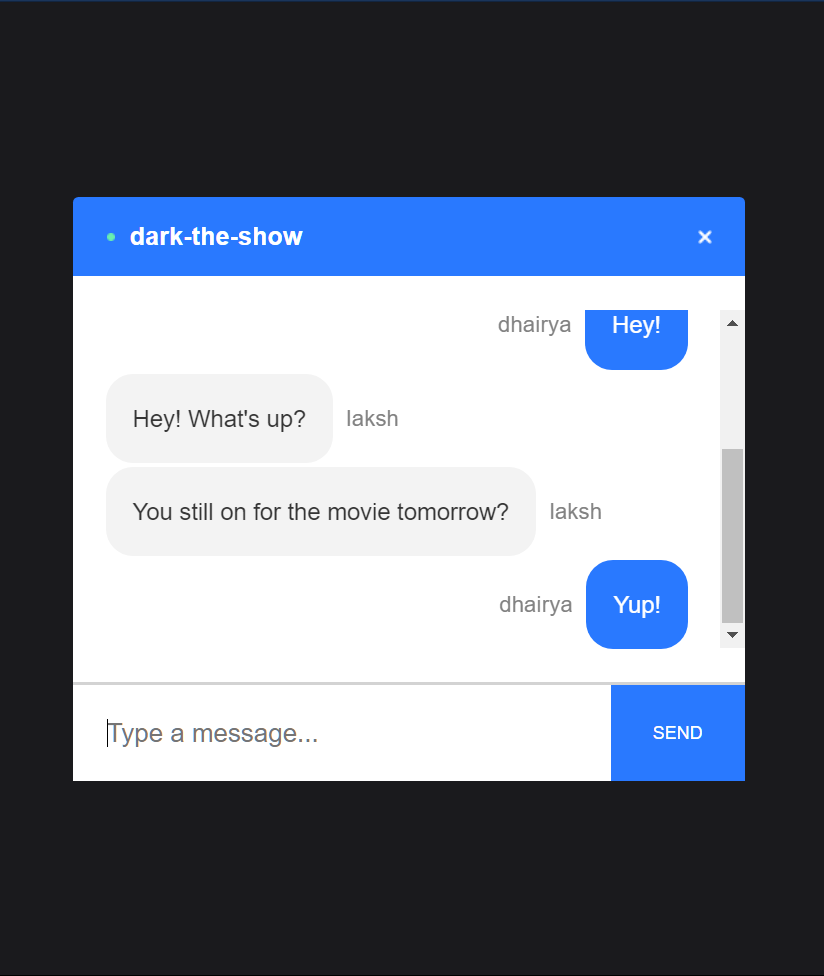 dark-the-show ×
dhairya Hey!
Hey! What's up? laksh
You still on for the movie tomorrow? laksh
dhairya Yup!
Type a message... SEND